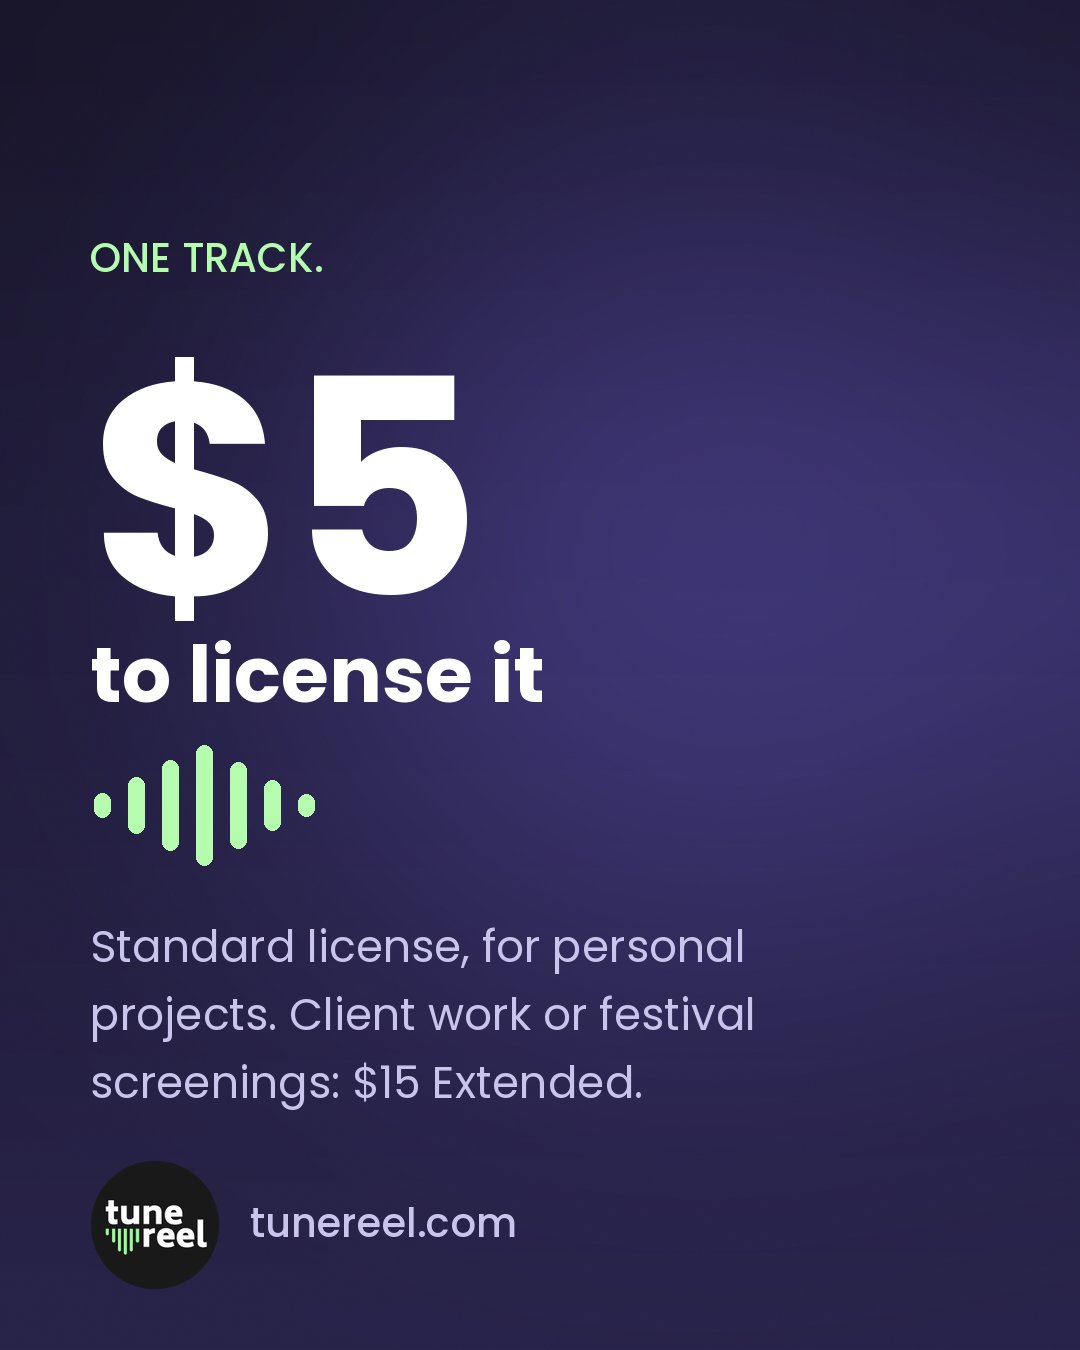 ONE TRACK.
$5
to license it
Standard license, for personal
projects. Client work or festival
screenings: $15 Extended.
tune
reel
tunereel.com